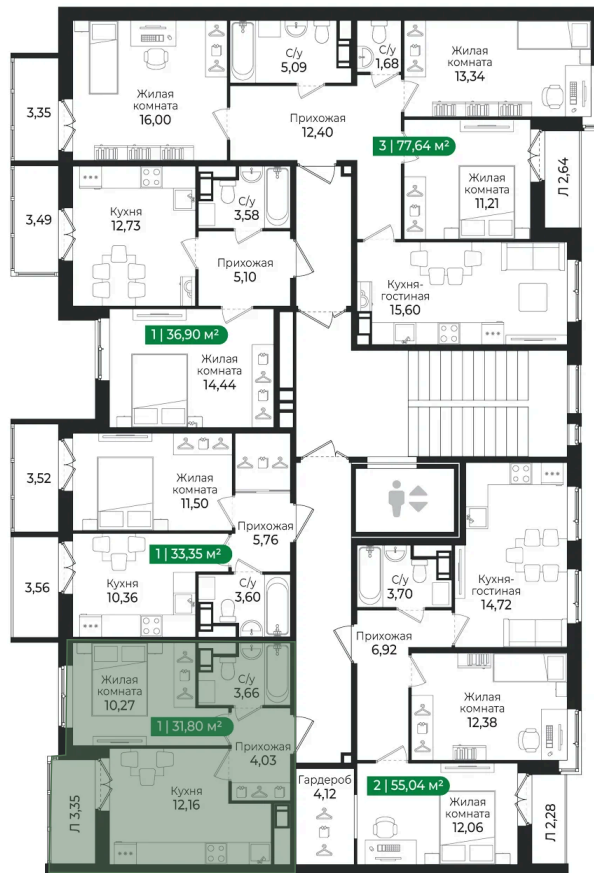 С/у
5,09
С/у
1,68
Жилая
комната
13,34
Жилая
комната
16,00
3,35
Прихожая
12,40
3 | 77,64 м²
Жилая
комната
11,21
Л 2,64
3,49
Кухня
12,73
С/у
3,58
Прихожая
5,10
Кухня-
гостиная
15,60
1 | 36,90 м²
Жилая
комната
14,44
3,52
Жилая
комната
11,50
Прихожая
5,76
1 | 33,35 м²
3,56
10,36
С/у
3,60
С/у
3,70
Кухня-
гостиная
14,72
Прихожая
6,92
Жилая
комната
10,27
С/у
3,66
1 | 31,80 м²
Прихожая
4,03
Жилая
комната
12,38
Л 3,35
Кухня
12,16
Гардероб
4,12
2 | 55,04 м²
Жилая
комната
12,06
Л 2,28